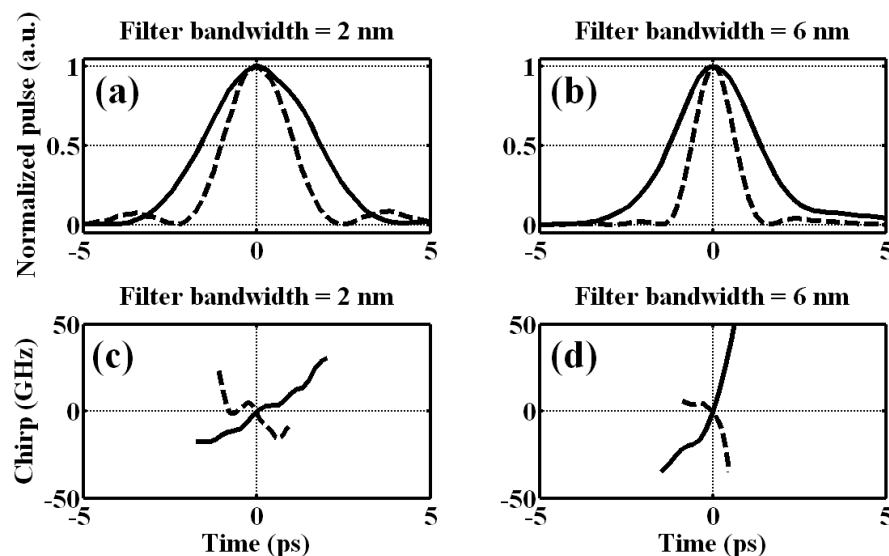 Filter bandwidth = 2 nm
Filter bandwidth = 6 nm
Normalized pulse (a.u.)
(a)
(b)
1
0.5
0
1
0.5
0
-5
0
5
-5
0
5
Filter bandwidth = 2 nm
Filter bandwidth = 6 nm
Chirp (GHz)
(c)
(d)
50
0
-50
50
0
-50
-5
0
5
-5
0
5
Time (ps)
Time (ps)